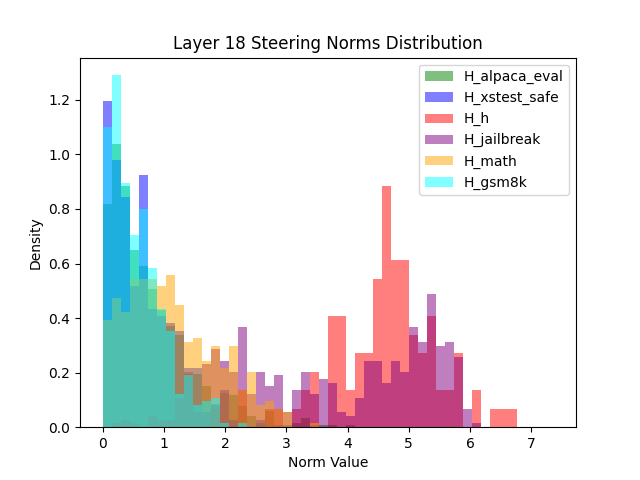 Layer 18 Steering Norms Distribution
H_alpaca_eval
H_xstest_safe
H_h
H_jailbreak
H_math
H_gsm8k
Density
1.2
1.0
0.8
0.6
0.4
0.2
0.0
0 1 2 3 4 5 6 7
Norm Value